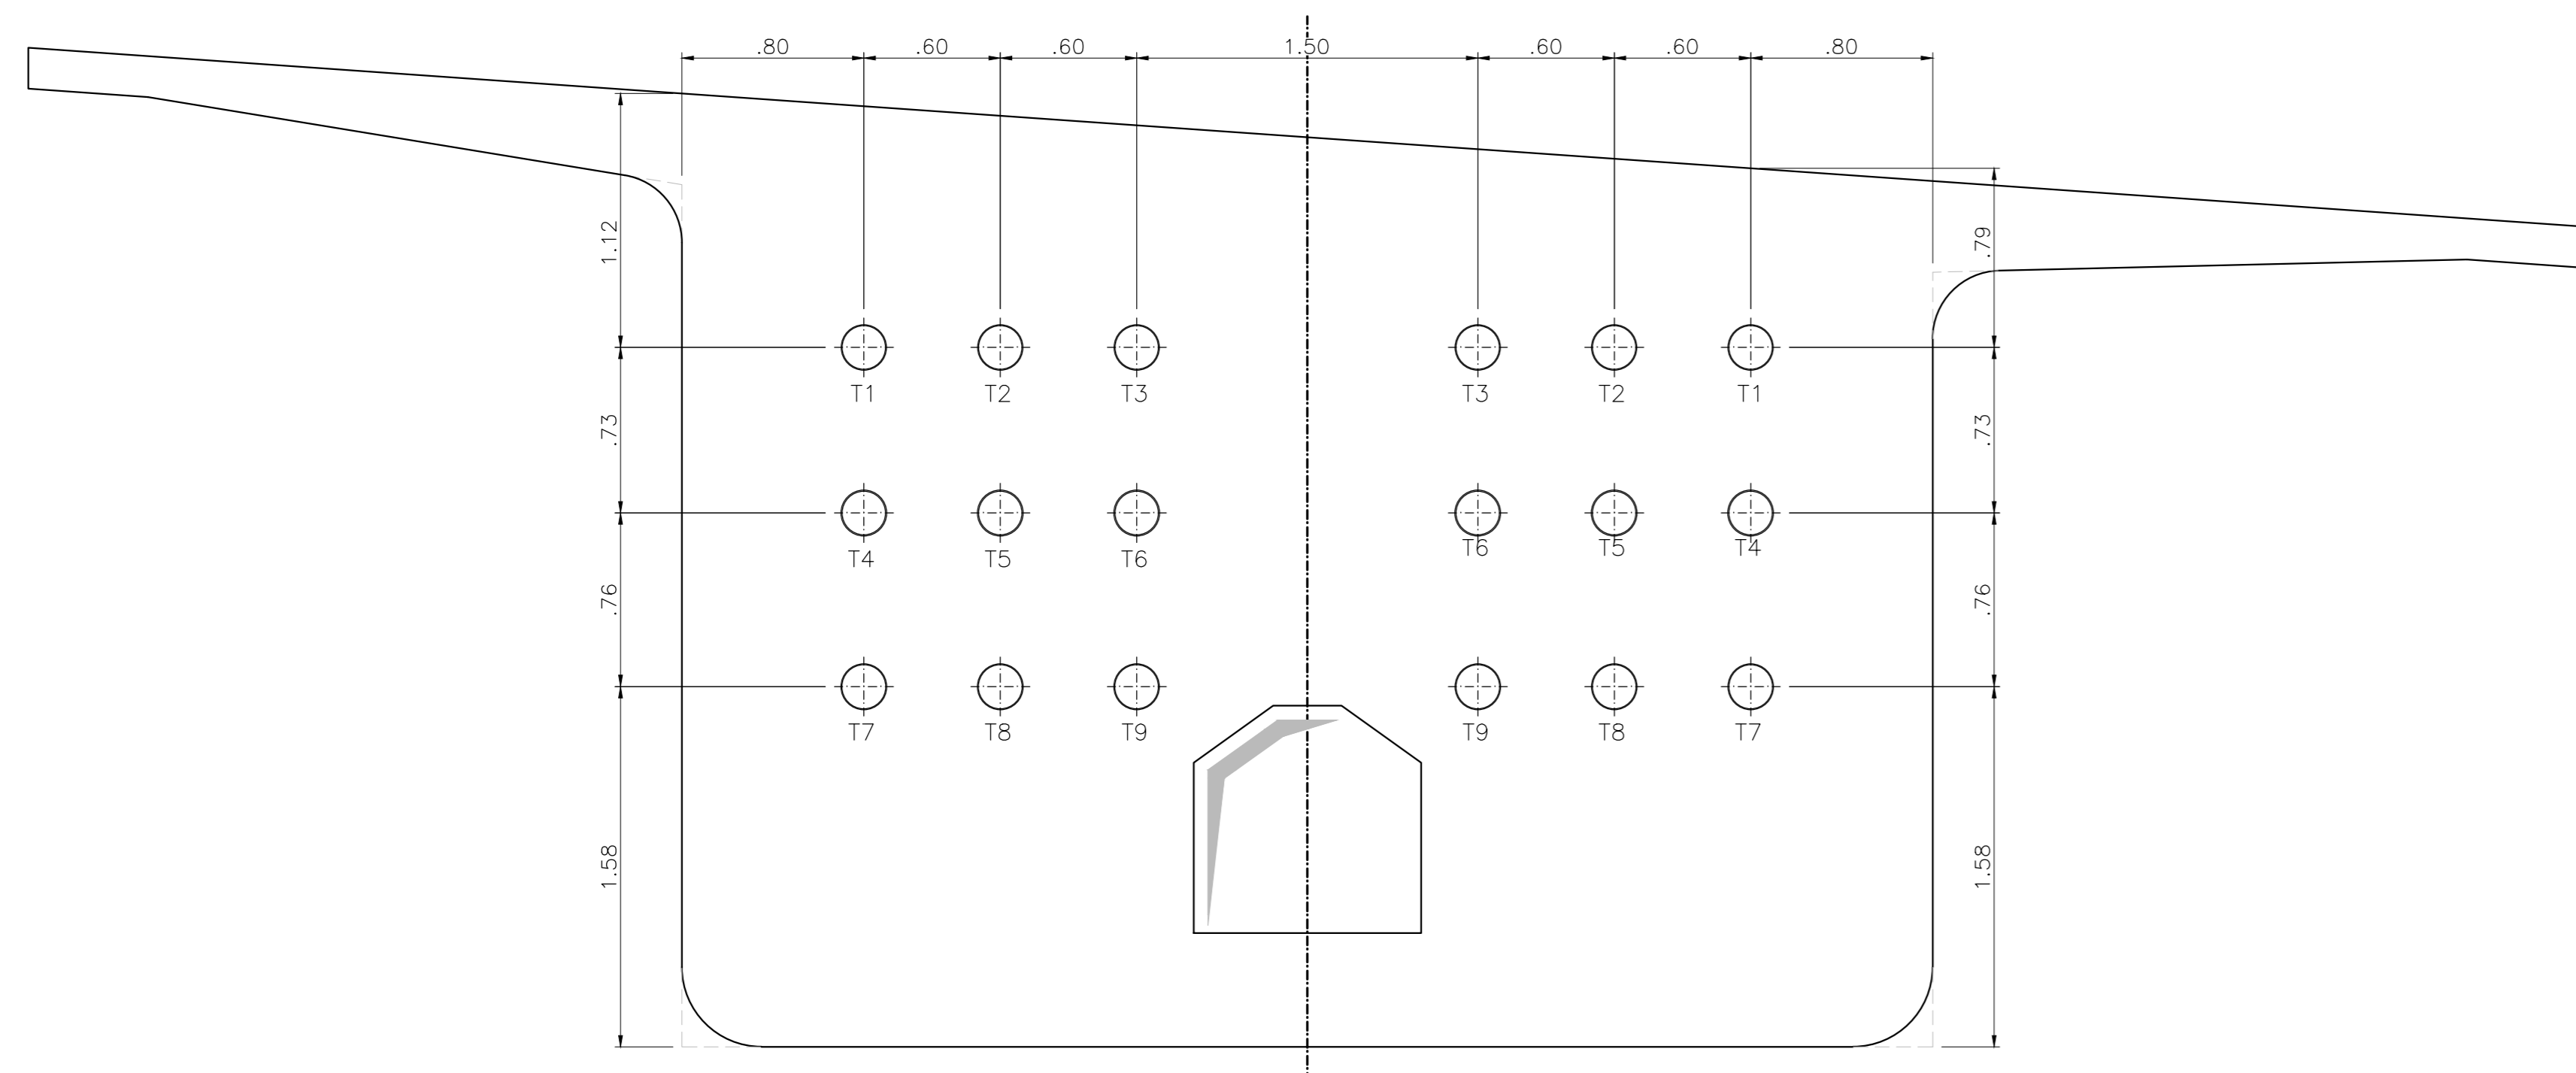 .80 .60 .60 1.50 .60 .60 .80
1.12 .79
T1 T2 T3 T3 T2 T1
.73 .73
T4 T5 T6 T6 T5 T4
.76 .76
T7 T8 T9 T9 T8 T7
1.58 1.58